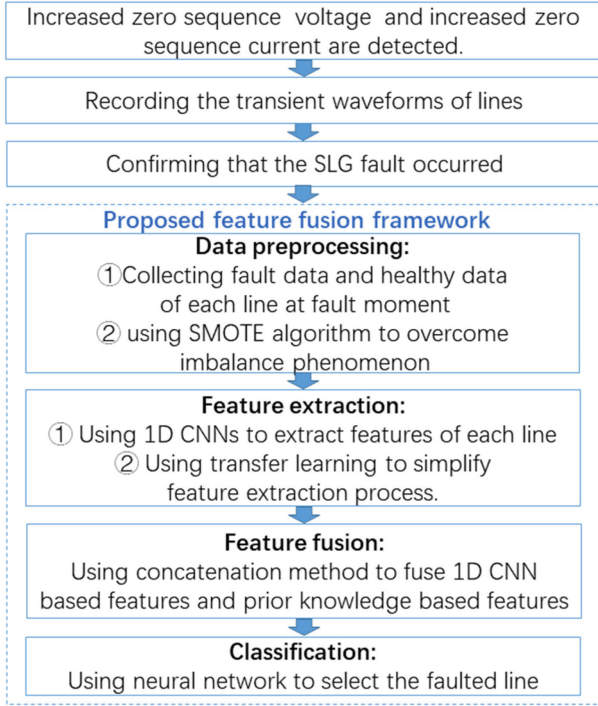 Increased zero sequence voltage and increased zero
sequence current are detected.
Recording the transient waveforms of lines
Confirming that the SLG fault occurred
Proposed feature fusion framework
Data preprocessing:
①Collecting fault data and healthy data
of each line at fault moment
② using SMOTE algorithm to overcome
imbalance phenomenon
Feature extraction:
① Using 1D CNNs to extract features of each line
② Using transfer learning to simplify
feature extraction process.
Feature fusion:
Using concatenation method to fuse 1D CNN
based features and prior knowledge based features
Classification:
Using neural network to select the faulted line